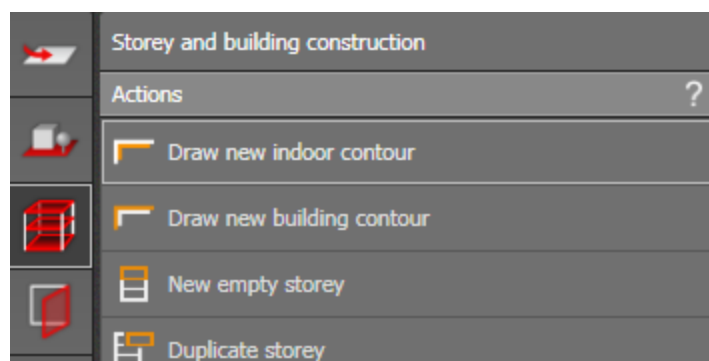 Storey and building construction
Actions ?
Draw new indoor contour
Draw new building contour
New empty storey
Duplicate storey